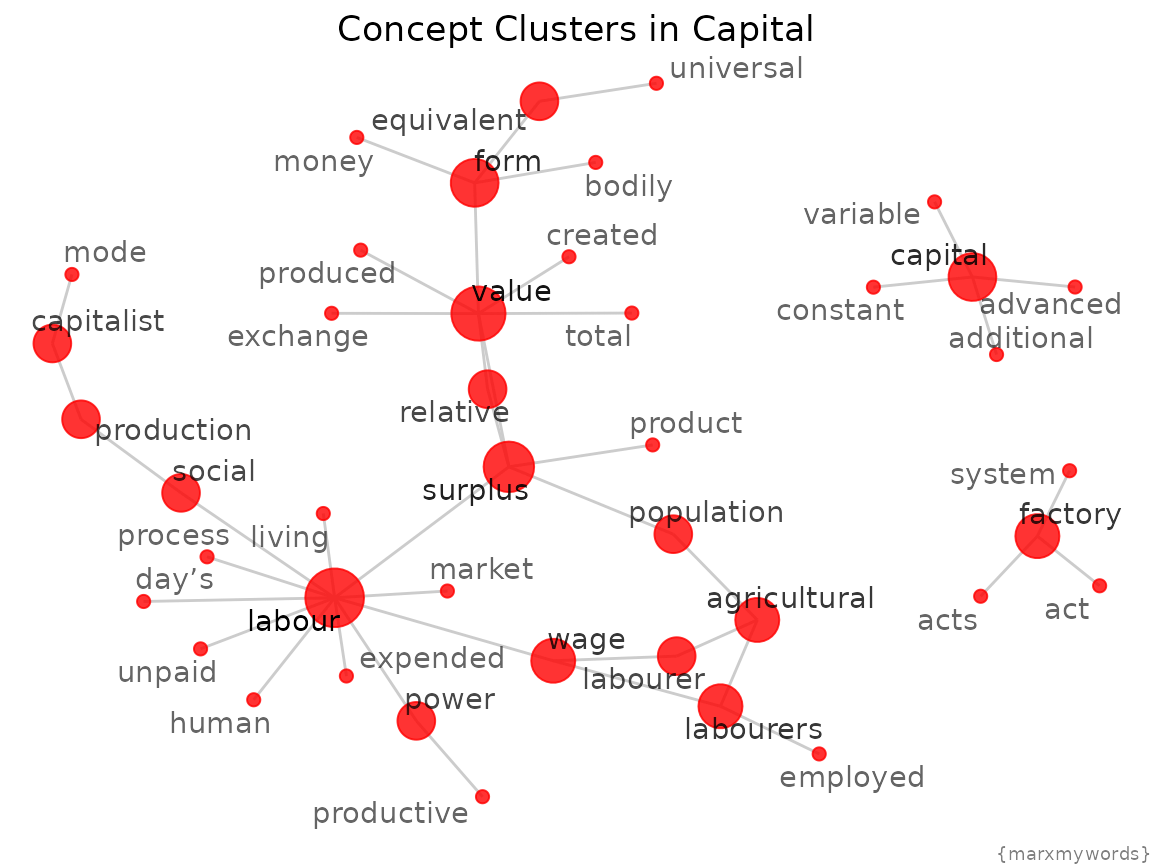 Concept Clusters in Capital
universal
equivalent
money
form
bodily
variable
created
mode
capital
produced
value
advanced
constant
capitalist
exchange
total
additional
relative
product
production
social
system
surplus
population
factory
process
living
market
day’s
agricultural
act
acts
labour
wage
expended
unpaid
labourer
power
human
labourers
employed
productive
{marxmywords}